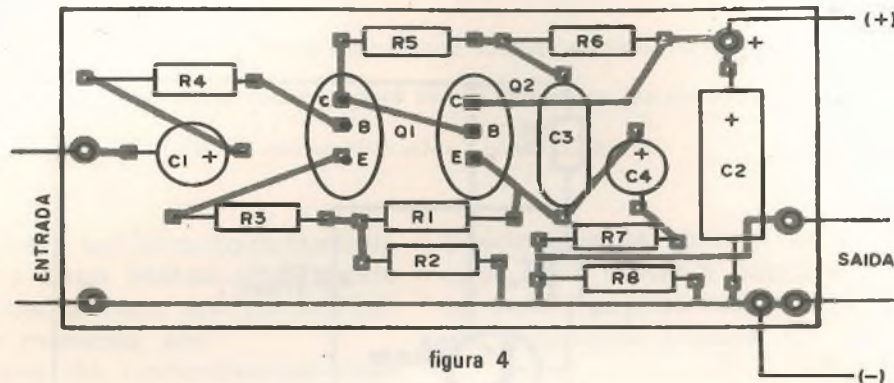 (+)
R5
R6
+
R4
C
Q2
C
Q1
B
B
C3
+
E
E
C1 +
+
C4
C2
ENTRADA
R3
R1
R7
R2
R8
SAIDA
(-)
figura 4